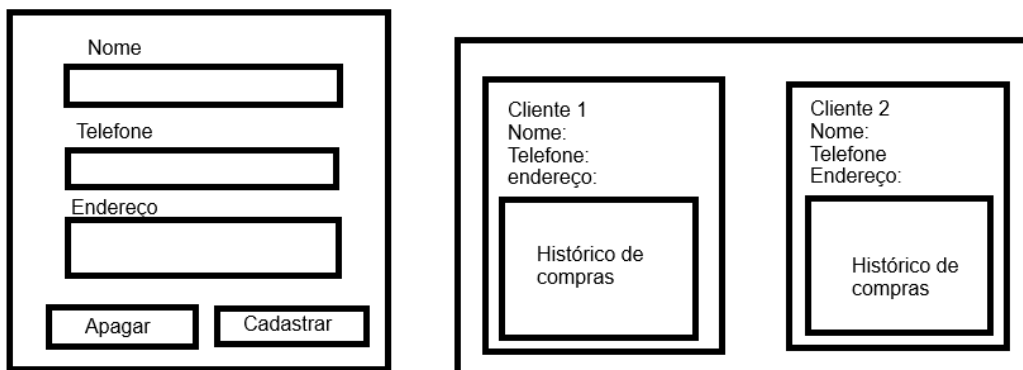 Nome
Telefone
Endereço
Apagar
Cadastrar
Cliente 1
Nome:
Telefone:
endereço:
Histórico de
compras
Cliente 2
Nome:
Telefone
Endereço:
Histórico de
compras